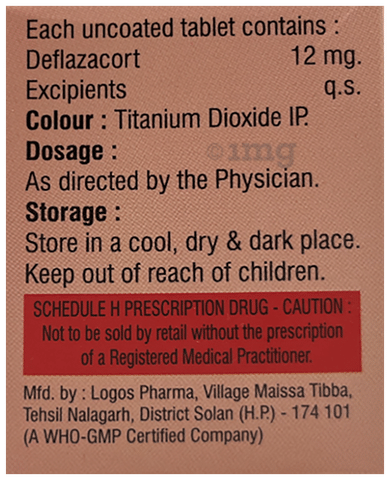 Each uncoated tablet contains :
Deflazacort 12 mg.
Excipients q.s.
Colour : Titanium Dioxide IP.
Dosage :
1mg
As directed by the Physician.
Storage :
Store in a cool, dry & dark place.
Keep out of reach of children.
SCHEDULE H PRESCRIPTION DRUG - CAUTION :
Not to be sold by retail without the prescription
of a Registered Medical Practitioner.
Mfd. by : Logos Pharma, Village Maissa Tibba,
Tehsil Nalagarh, District Solan (H.P.) - 174 101
(A WHO-GMP Certified Company)